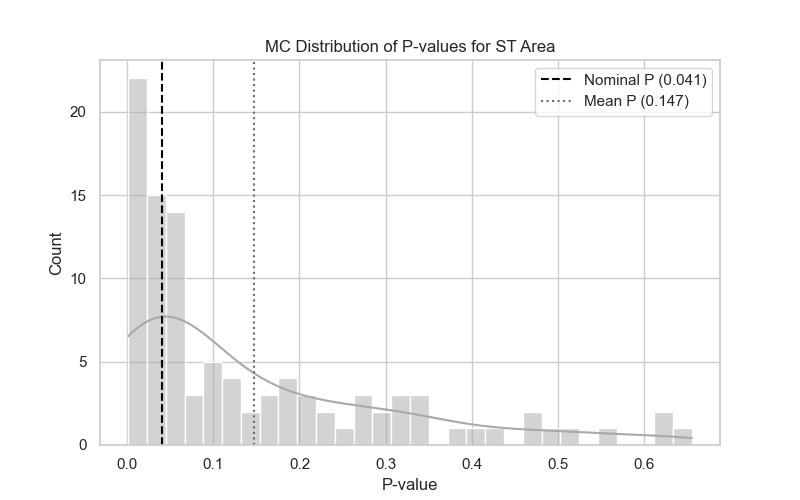 MC Distribution of P-values for ST Area
Nominal P (0.041)
Mean P (0.147)
20
15
10
5
0
Count
0.0 0.1 0.2 0.3 0.4 0.5 0.6
P-value